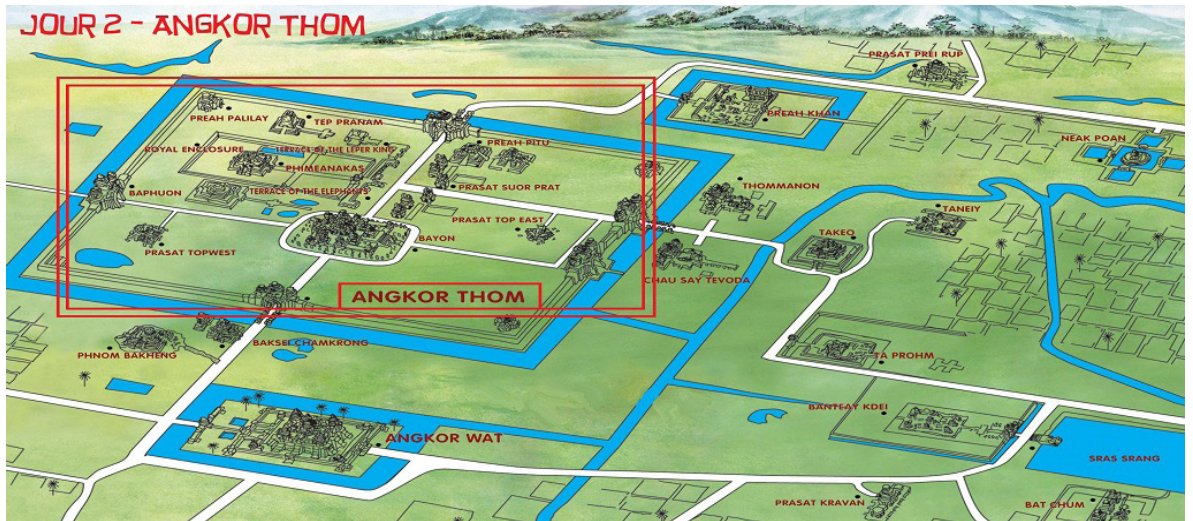 JOUR 2 - ANGKOR THOM
PRASAT PREI RUP
PREAH PALILAY
TEP PRANAM
PREAH KHAN
NEAK POAN
ROYAL ENCLOSURE
TERRACE OF THE LEPER KING
PREAH PITU
PHIMEANAKAS
BAPHUON
TERRACE OF THE ELEPHANTS
PRASAT SUOR PRAT
THOMMANON
TANEIY
PRASAT TOP EAST
TAKEO
PRASAT TOPWEST
BAYON
CHAU SAY TEVODA
ANGKOR THOM
PHNOM BAKHENG
BAKSEI CHAMKRONG
TA PROHM
BANTEAY KDEI
ANGKOR WAT
SRAS SRANG
PRASAT KRAVAN
BAT CHUM